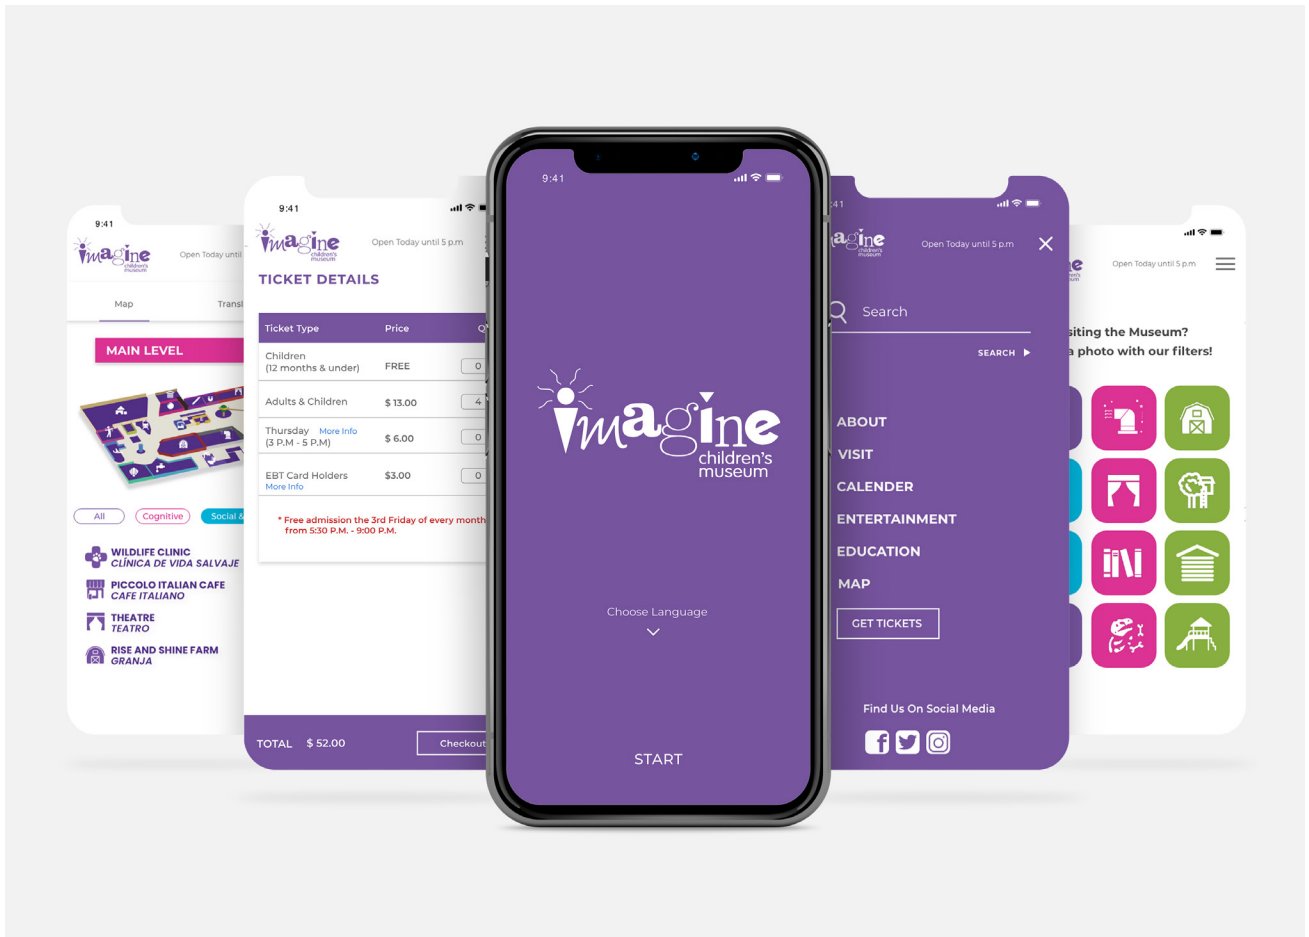 9:41
imagine
children's
museum
Open Today until
Map
MAIN LEVEL
All
Cognitive
Social &
WILDLIFE CLINIC
CLÍNICA DE VIDA SALVAJE
PICCOLO ITALIAN CAFE
CAFE ITALIANO
THEATRE
TEATRO
RISE AND SHINE FARM
GRANJA
9:41
imagine
children's
museum
Open Today until 5 p.m
TICKET DETAILS
Ticket Type Price
Children
(12 months & under) FREE 0
Adults & Children $ 13.00 4
Thursday More Info
(3 P.M - 5 P.M) $ 6.00 0
EBT Card Holders $3.00 0
More Info
* Free admission the 3rd Friday of every month
from 5:30 P.M. - 9:00 P.M.
TOTAL $ 52.00 Checkout
9:41
imagine
children's
museum
Choose Language
START
:41
agine
children's
museum
Open Today until 5 p.m
Search
SEARCH
ABOUT
VISIT
CALENDER
ENTERTAINMENT
EDUCATION
MAP
GET TICKETS
Find Us On Social Media
Open Today until 5 p.m
the Museum?
a photo with our filters!